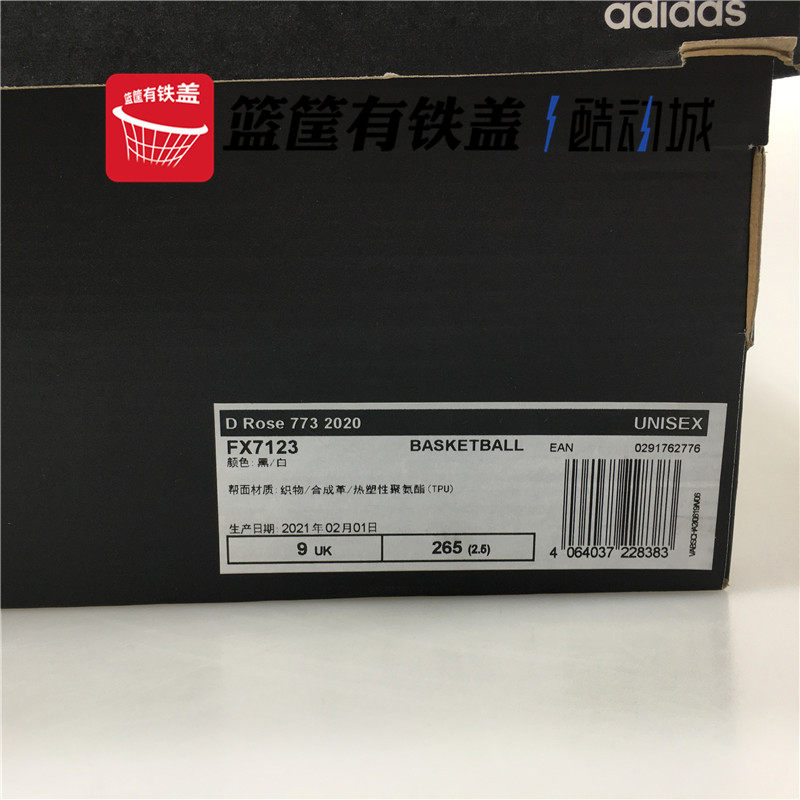 adidas
篮筐有铁盖
篮筐有铁盖 酷动城
D Rose 773 2020 UNISEX
FX7123 BASKETBALL EAN 0291762776
颜色: 黑/白
帮面材质: 织物/合成革/热塑性聚氨酯(TPU)
生产日期: 2021年02月01日
9 UK 265 (2.5)
4 064037 228383